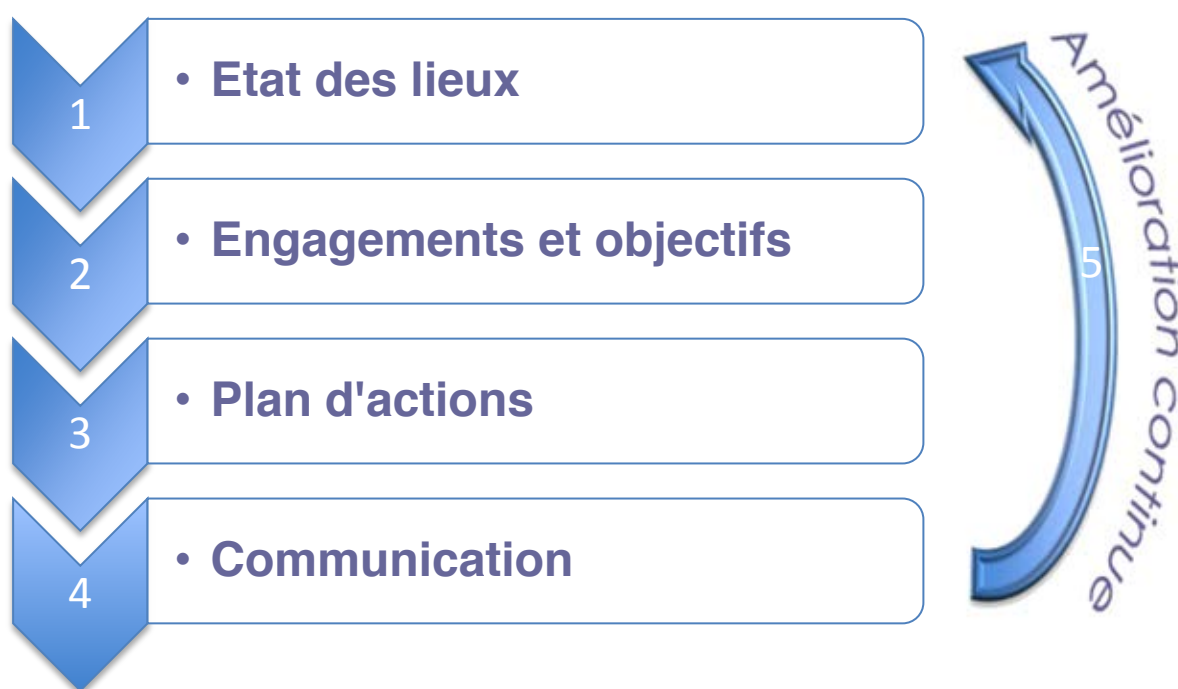 1
• Etat des lieux
2
• Engagements et objectifs
3
• Plan d'actions
4
• Communication
5
Amélioration continue